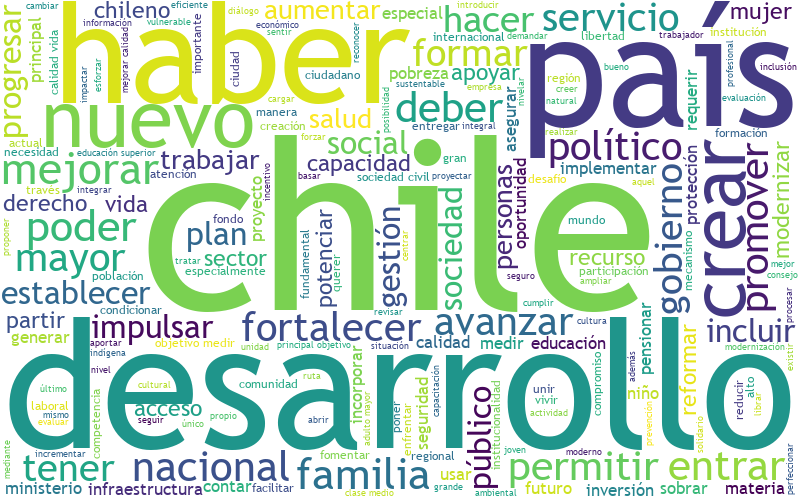 chile
desarrollo
haber
país
nuevo
crear
deber
mejorar
poder
mayor
establecer
fortalecer
avanzar
impulsar
nacional
familia
permitir
entrar
tener
público
gobierno
promover
político
servicio
hacer
formar
aumentar
progresar
chileno
salud
social
capacidad
trabajar
derecho
vida
plan
sector
gestión
potenciar
sociedad
personas
oportunidad
recurso
implementar
apoyar
pobreza
especial
asegurar
entregar
requerir
protección
modernizar
mujer
institución
libertad
internacional
demandar
trabajador
introducir
diálogo
económico
sentir
eficiente
vulnerable
reconocer
cambiar
información
principal
calidad vida
esforzar
impactar
mejorar calidad
importante
ciudad
ciudadano
cargar
manera
creación
forzar
posibilidad
sustentable
nivelar
empresa
integral
región
creer
natural
bueno
realizar
profesional
inclusión
evaluación
formación
desafío
aquel
actual
necesidad
educación superior
través
integrar
atención
proyecto
incentivo
basar
sociedad civil
proyectar
gran
proponer
población
tratar
especialmente
fondo
fundamental
querer
centrar
condicionar
revisar
seguro
cumplir
mundo
participación
ampliar
mecanismo
mejor
consejo
procesar
partir
generar
aportar
indígena
nivel
objetivo medir
unidad
principal objetivo
situación
calidad
medir
cultura
educación
compromiso
pensionar
reformar
incluir
además
modernización
existir
último
laboral
mismo
evaluar
competencia
cultural
acceso
seguir
único
propio
comunidad
ruta
abrir
adulto mayor
incorporar
poner
enfrentar
seguridad
capacitación
institucionalidad
unir
vivir
actividad
niño
prevención
solidario
reducir
alto
librar
mediante
incrementar
ministerio
infraestructura
contar
facilitar
fomentar
clase medio
regional
grande
usar
ambiental
joven
moderno
futuro
inversión
sobrar
materia
perfeccionar